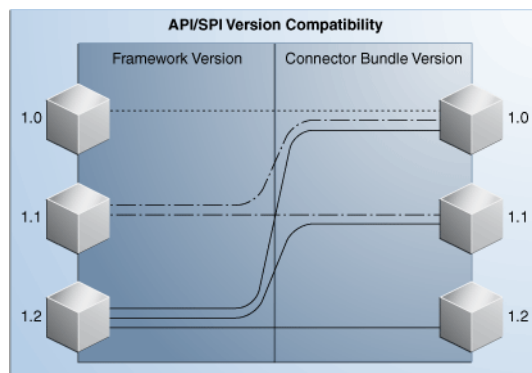 API/SPI Version Compatibility
Framework Version Connector Bundle Version
1.0 1.0
1.1 1.1
1.2 1.2